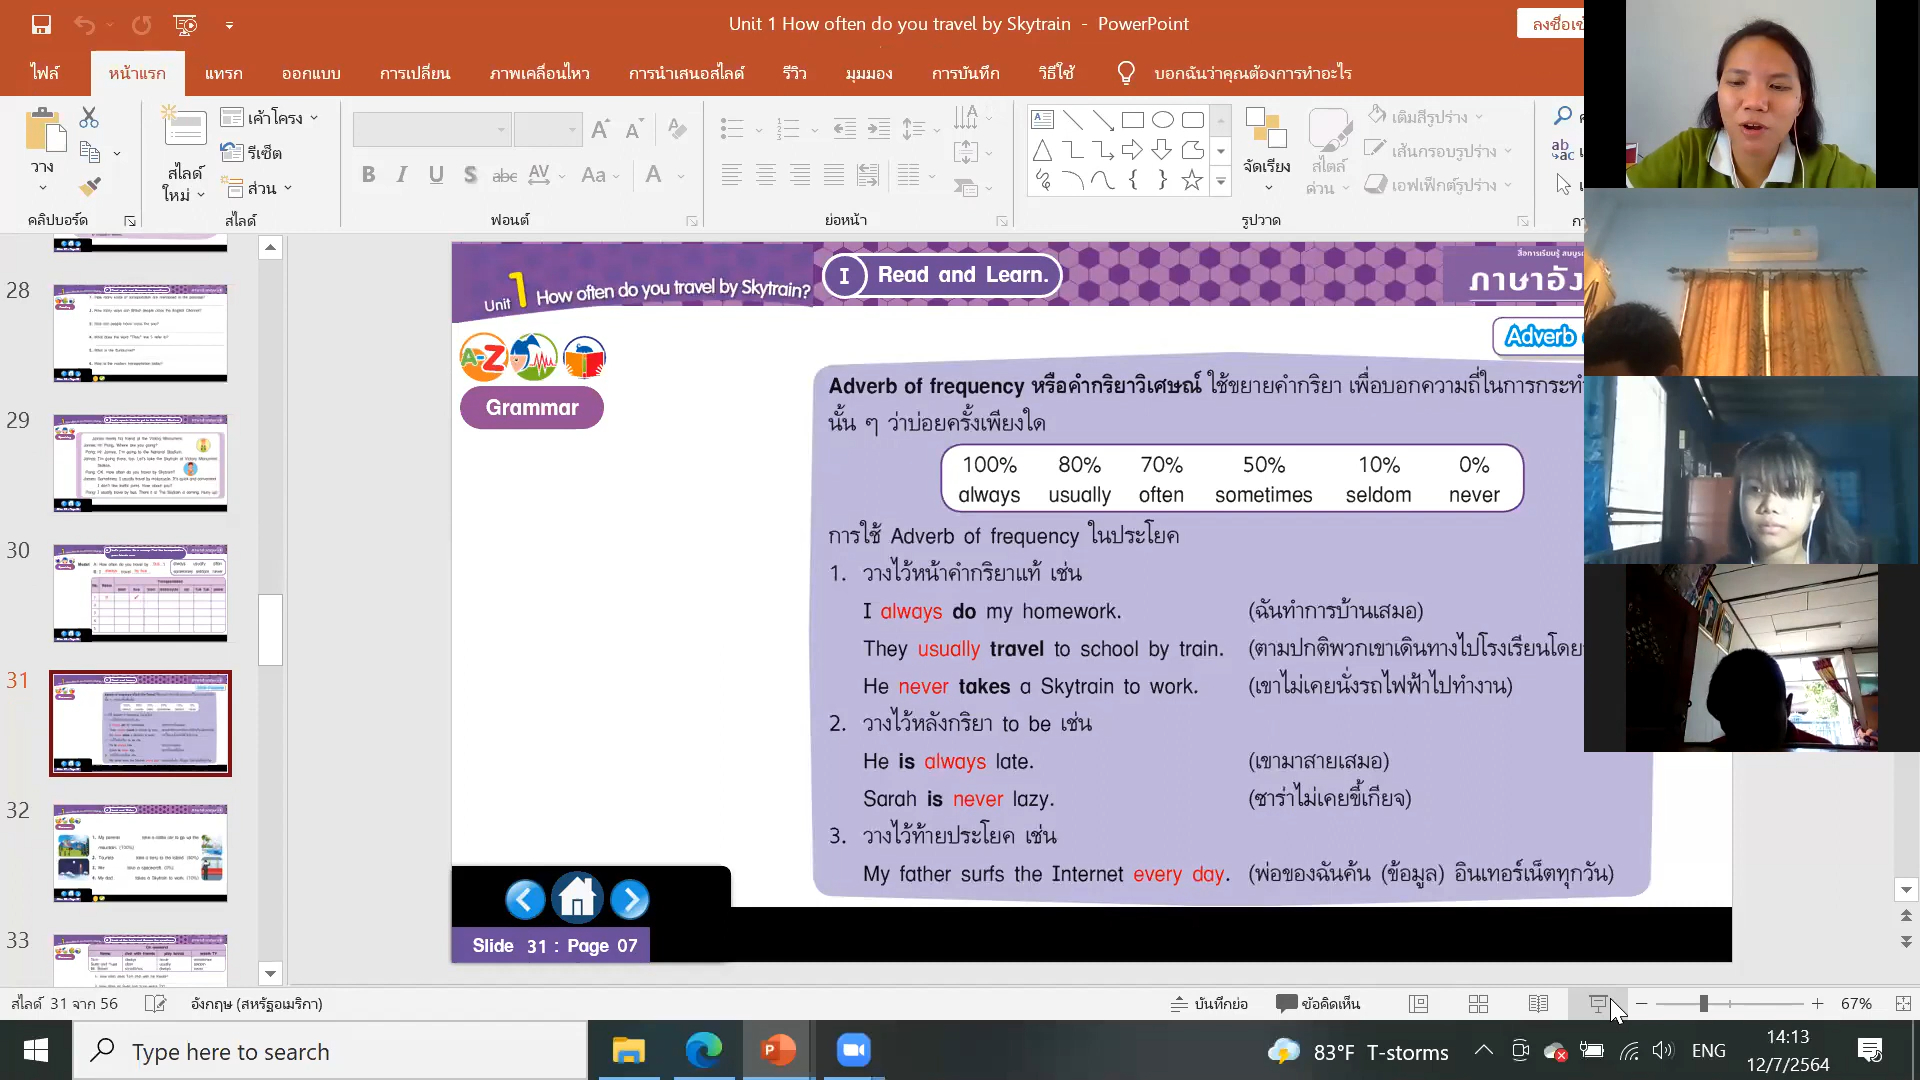 Unit 1 How often do you travel by Skytrain - PowerPoint
ไฟล์ หน้าแรก แทรก ออกแบบ การเปลี่ยน ภาพเคลื่อนไหว การนำเสนอสไลด์ รีวิว มุมมอง การบันทึก วิธีใช้ บอกฉันว่าคุณต้องการทำอะไร
วาง
คลิปบอร์ด
สไลด์
ใหม่
เค้าโครง
รีเซ็ต
ส่วน
สไลด์
ฟอนต์
ย่อหน้า
จัดเรียง
สไตล์
ด่วน
เติมสีรูปร่าง
เส้นกรอบรูปร่าง
เอฟเฟ็กต์รูปร่าง
รูปวาด
28
29
30
31
32
33
Unit 1 How often do you travel by Skytrain?
I Read and Learn.
สื่อการเรียนรู้
ภาษาอัง
A-Z
Grammar
Adverb
Adverb of frequency หรือคำกริยาวิเศษณ์ ใช้ขยายคำกริยา เพื่อบอกความถี่ในการกระทำ
นั้น ๆ ว่าบ่อยครั้งเพียงใด
100% 80% 70% 50% 10% 0%
always usually often sometimes seldom never
การใช้ Adverb of frequency ในประโยค
1. วางไว้หน้าคำกริยาแท้ เช่น
I always do my homework. (ฉันทำการบ้านเสมอ)
They usually travel to school by train. (ตามปกติพวกเขาเดินทางไปโรงเรียนโดย
He never takes a Skytrain to work. (เขาไม่เคยนั่งรถไฟฟ้าไปทำงาน)
2. วางไว้หลังกริยา to be เช่น
He is always late. (เขามาสายเสมอ)
Sarah is never lazy. (ซาร่าไม่เคยขี้เกียจ)
3. วางไว้ท้ายประโยค เช่น
My father surfs the Internet every day. (พ่อของฉันค้น (ข้อมูล) อินเทอร์เน็ตทุกวัน)
Slide 31 : Page 07
สไลด์ 31 จาก 56 อังกฤษ (สหรัฐอเมริกา) บันทึกย่อ ข้อคิดเห็น 67%
Type here to search
83°F T-storms ENG
14:13
12/7/2564